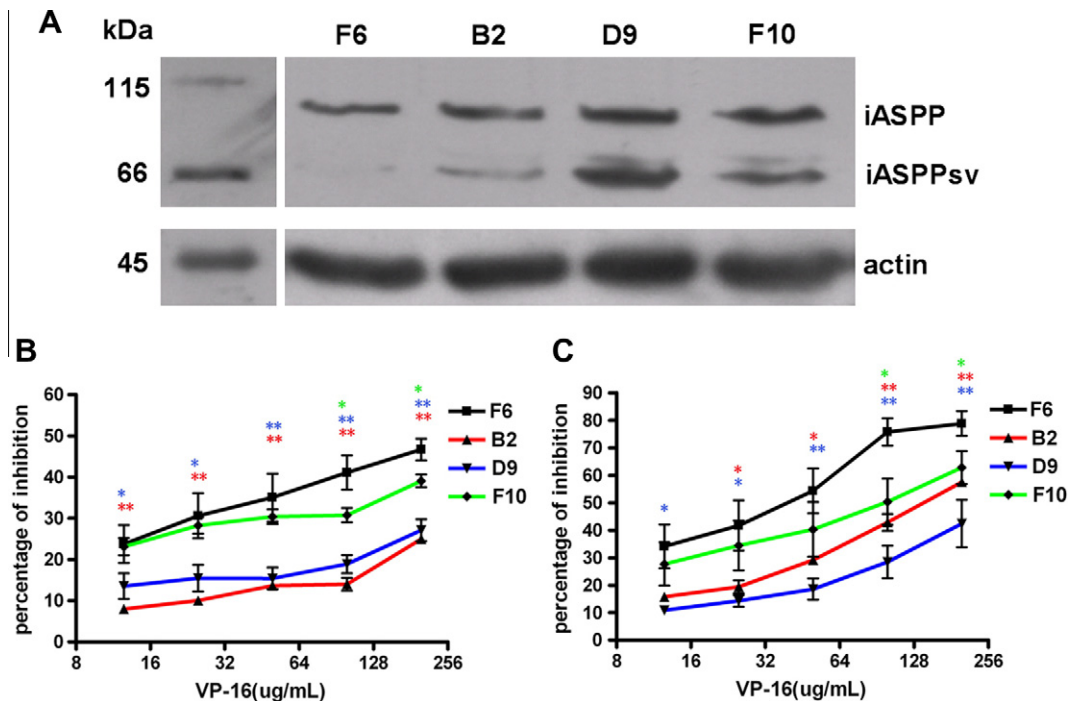 A
kDa
F6 B2 D9 F10
115
iASPP
66
iASPPsv
45
actin
B
percentage of inhibition
60
50
40
30
20
10
0
* * ** ** **
** ** ** * ** ** * ** **
F6
B2
D9
F10
8 16 32 64 128 256
VP-16(ug/mL)
C
percentage of inhibition
90
80
70
60
50
40
30
20
10
0
* * * * ** * ** ** * ** **
F6
B2
D9
F10
8 16 32 64 128 256
VP-16(ug/mL)